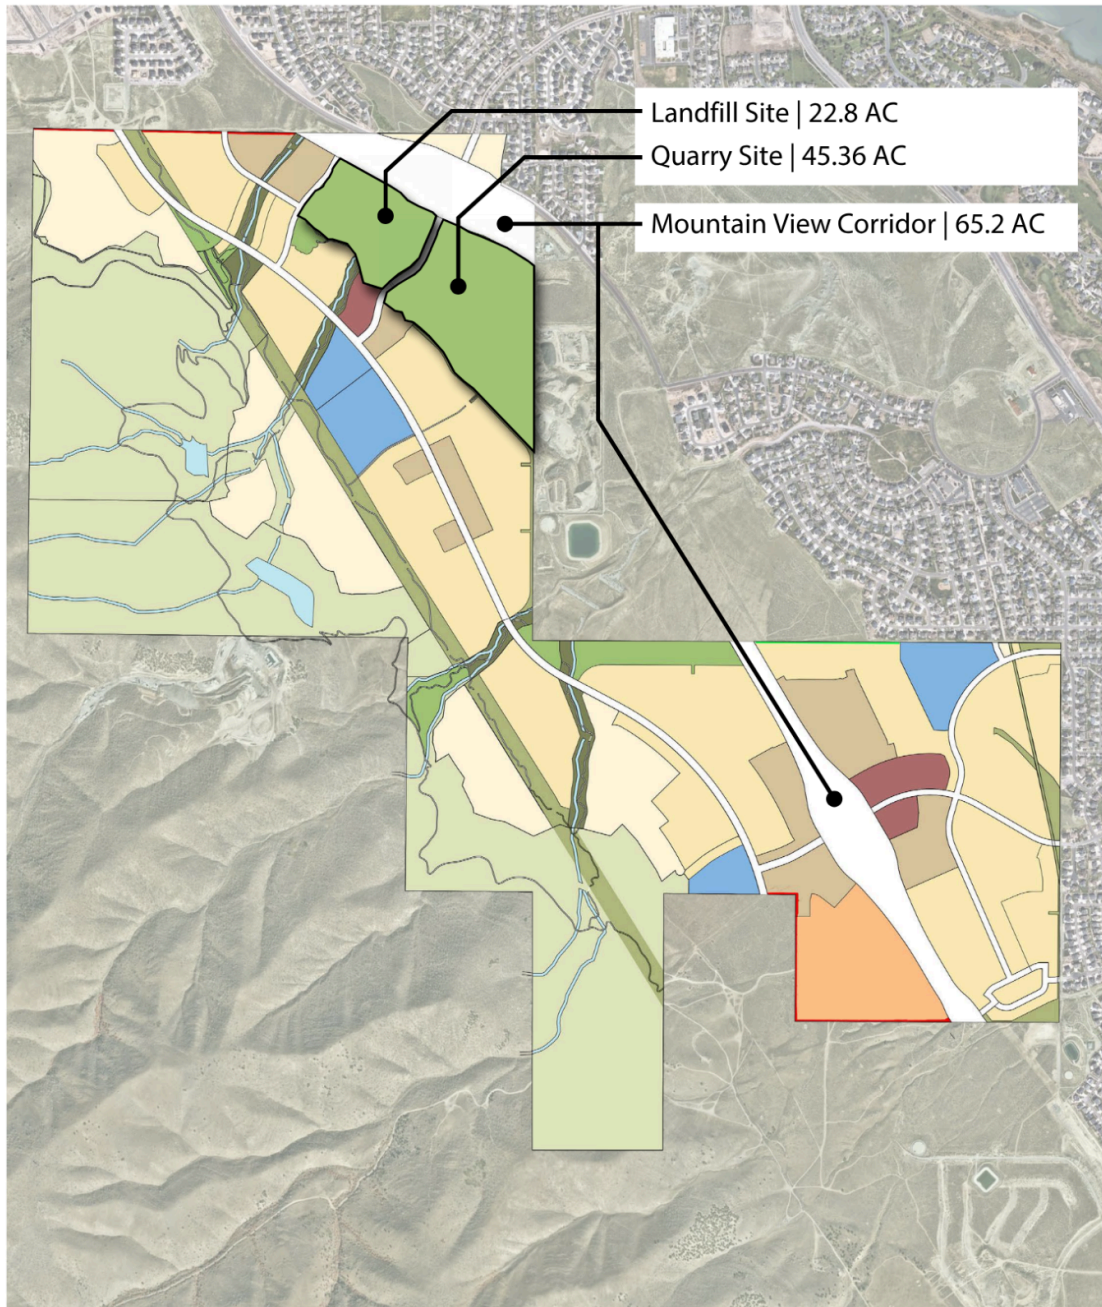 Landfill Site | 22.8 AC
Quarry Site | 45.36 AC
Mountain View Corridor | 65.2 AC